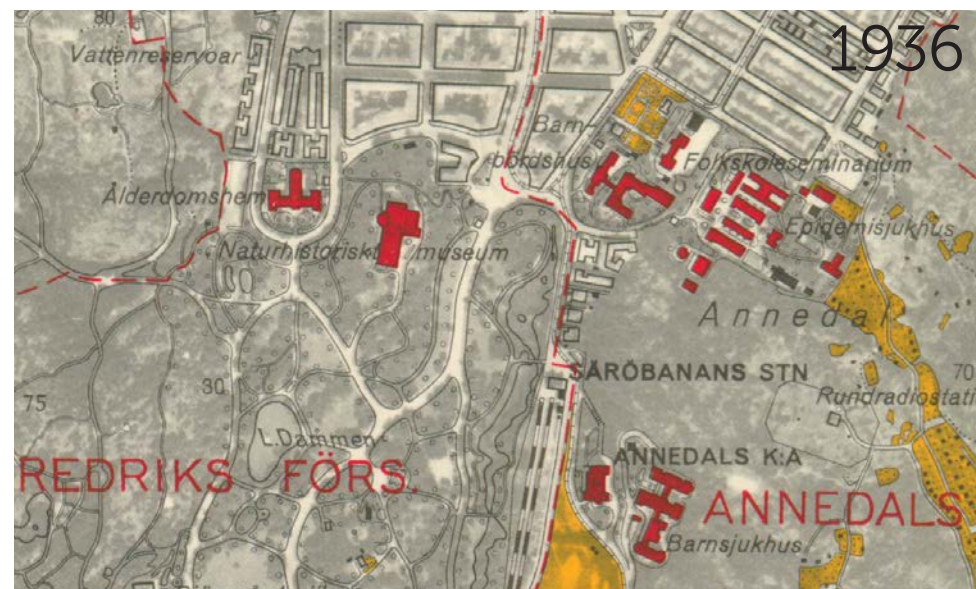 1936
80
Vattenreservoar
Barn-
bördshus
Folkskoleseminarium
Ålderdomshem
Epidemisjukhus
Naturhistoriskt museum
Annedal
SÄRÖBANANS STN
70
30
75
Rundradiostati
L. Dammen
ANNEDALS K:A
REDRIKS FÖRS.
ANNEDALS
Barnsjukhus